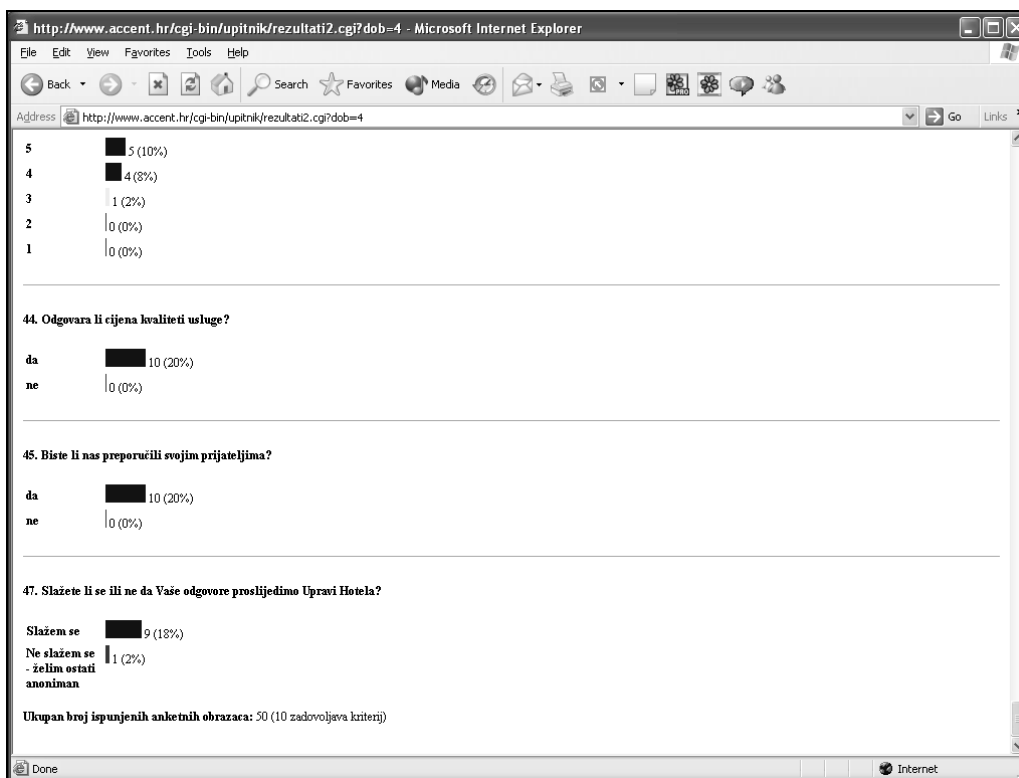 http://www.accent.hr/cgi-bin/upitnik/rezultati2.cgi?dob=4 - Microsoft Internet Explorer
File Edit View Favorites Tools Help
Back Search Favorites Media
Address http://www.accent.hr/cgi-bin/upitnik/rezultati2.cgi?dob=4 Go Links
5 5 (10%)
4 4 (8%)
3 1 (2%)
2 0 (0%)
1 0 (0%)
44. Odgovara li cijena kvaliteti usluge?
da 10 (20%)
ne 0 (0%)
45. Biste li nas preporučili svojim prijateljima?
da 10 (20%)
ne 0 (0%)
47. Slažete li se ili ne da Vaše odgovore proslijedimo Upravi Hotela?
Slažem se 9 (18%)
Ne slažem se 1 (2%)
- želim ostati
anoniman
Ukupan broj ispunjenih anketnih obrazaca: 50 (10 zadovoljava kriterij)
Done Internet